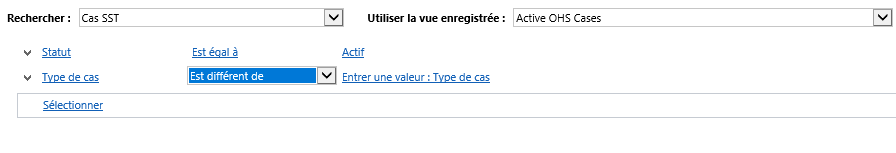 Rechercher : Cas SST Utiliser la vue enregistrée : Active OHS Cases
Statut Est égal à Actif
Type de cas Est différent de Entrer une valeur : Type de cas
Sélectionner